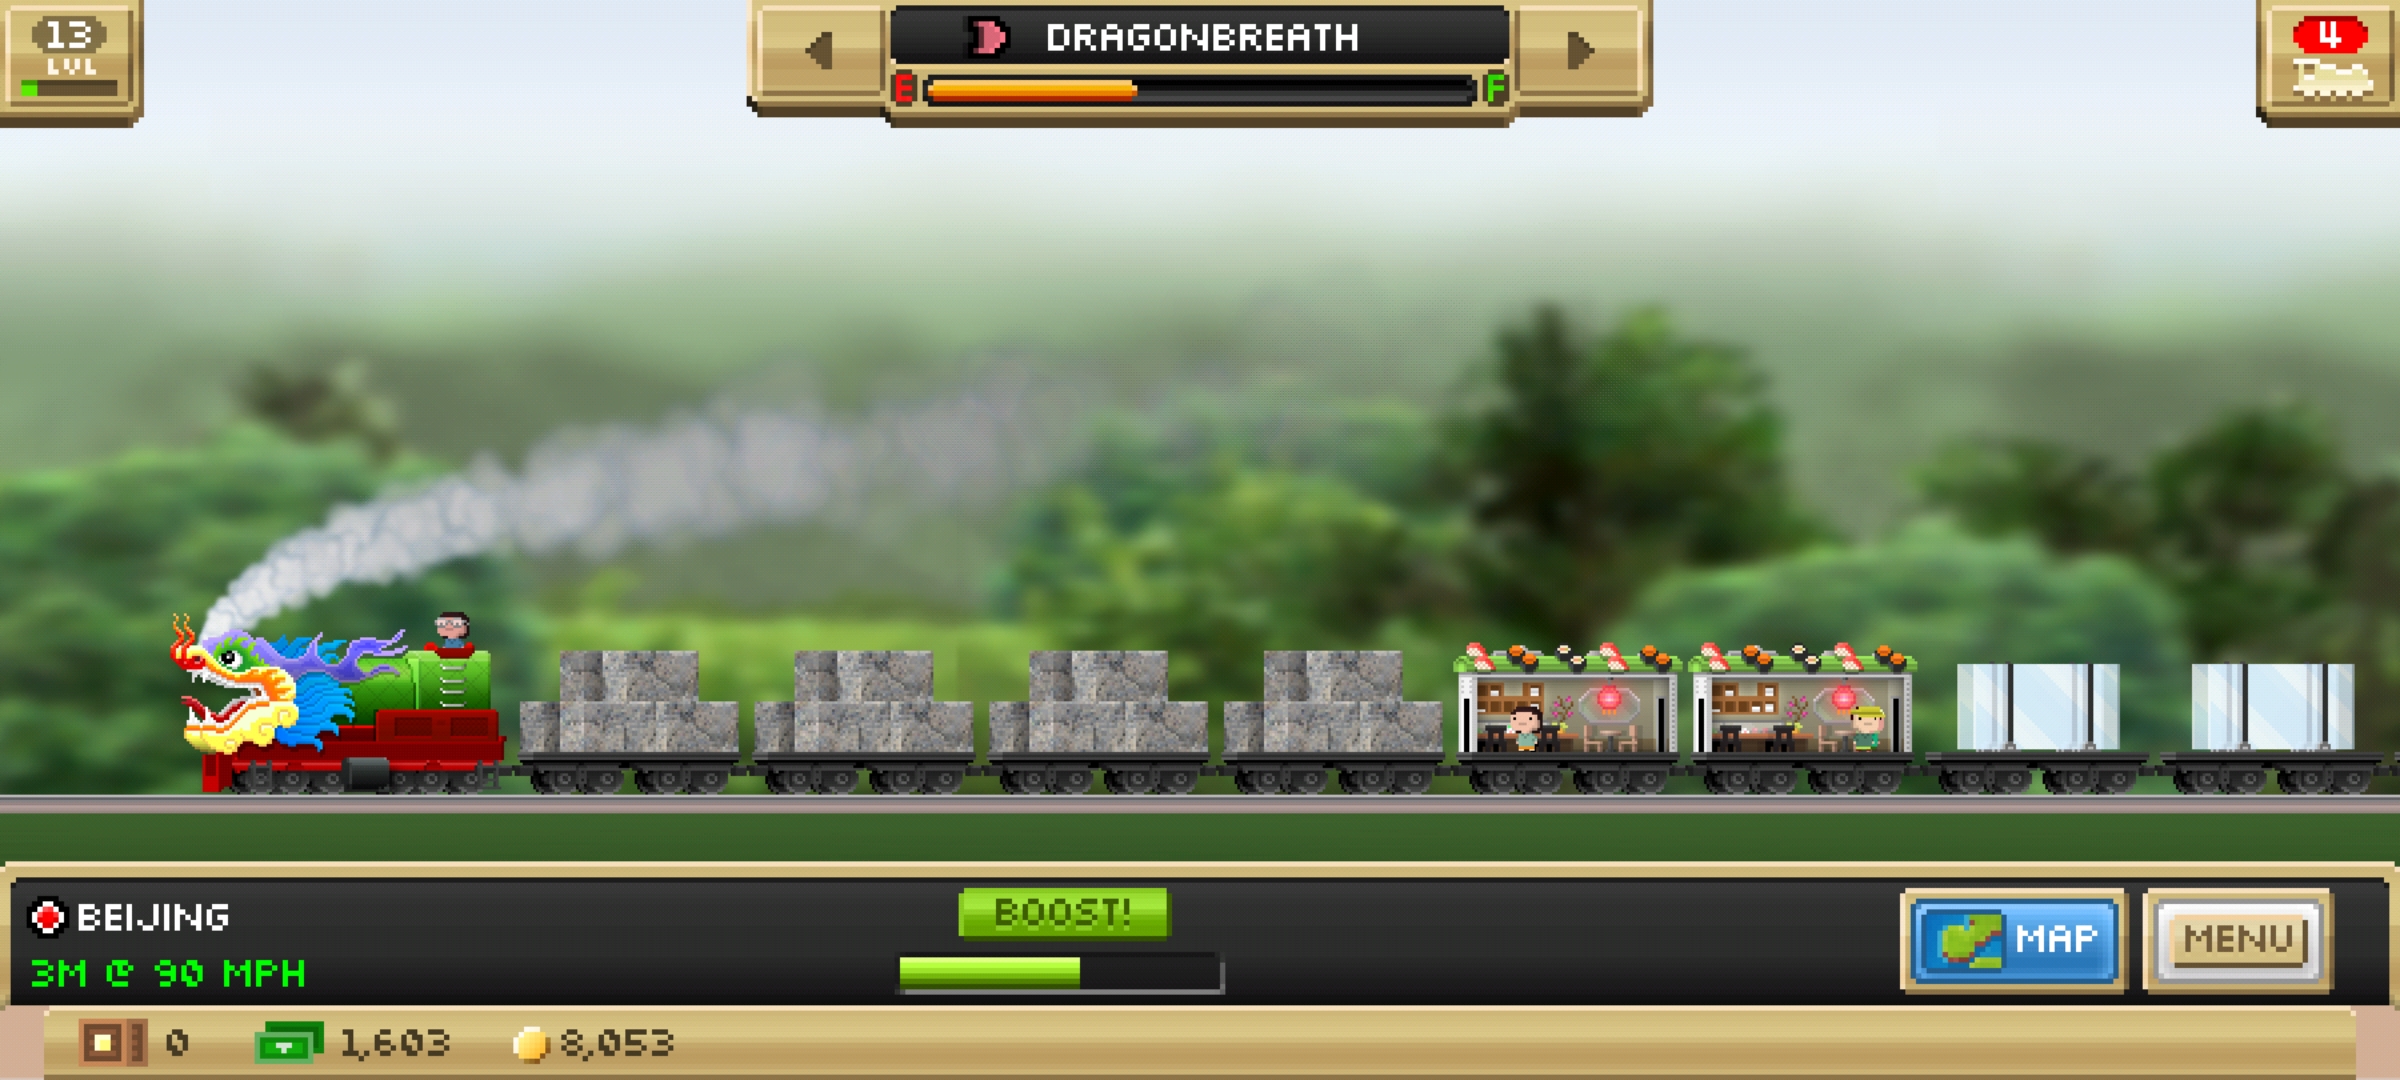 13
LVL
DRAGONBREATH
E F
4
BEIJING
3M @ 90 MPH
BOOST!
MAP
MENU
0 1,603 8,053